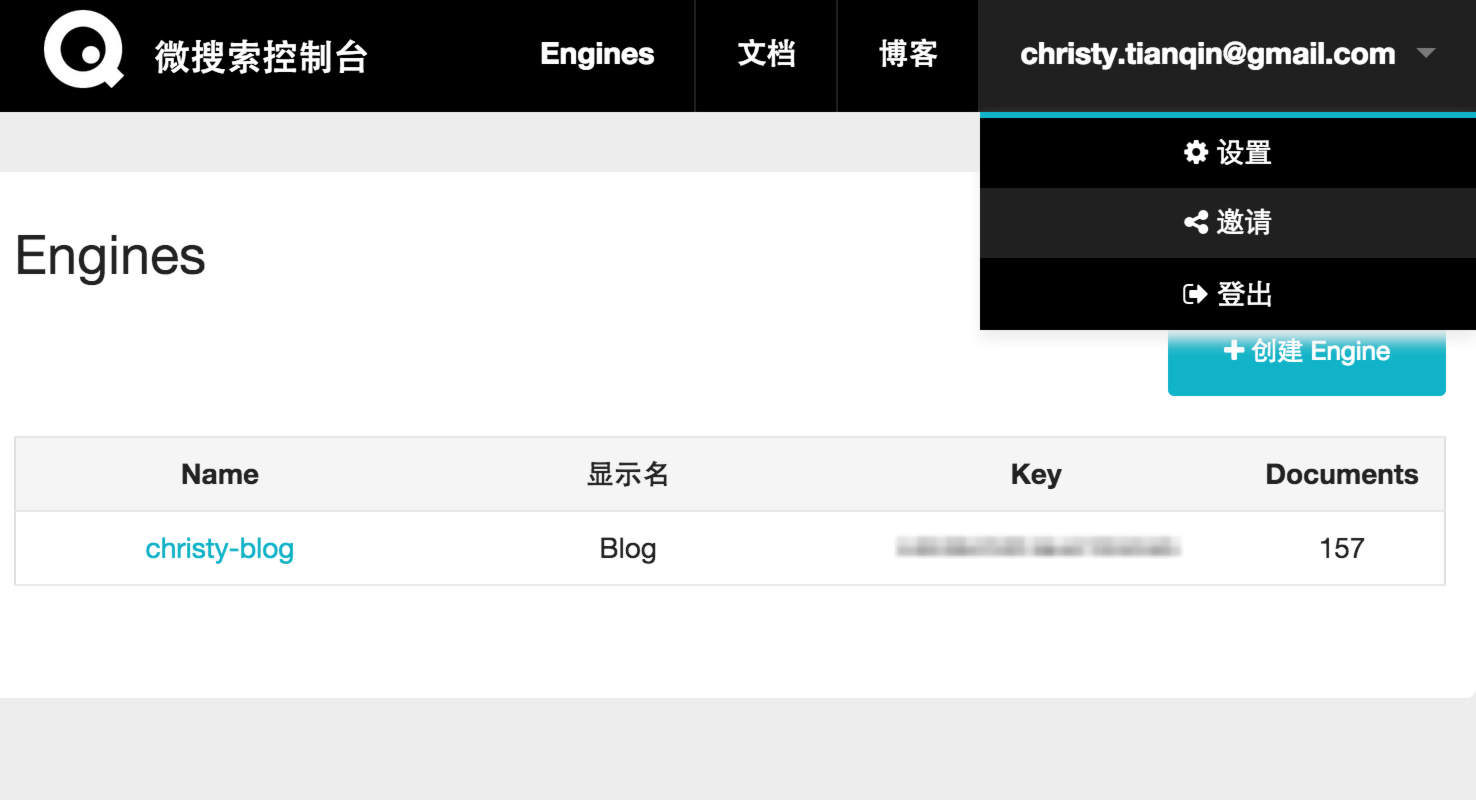 微搜索控制台 Engines 文档 博客 christy.tianqin@gmail.com
设置
邀请
登出
Engines
创建 Engine
Name 显示名 Key Documents
christy-blog Blog 157